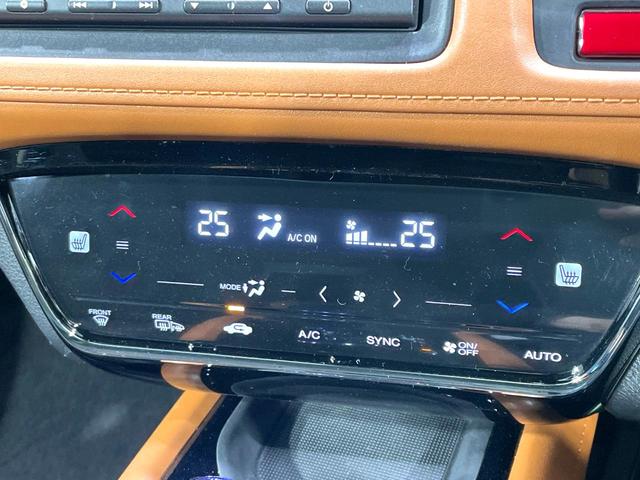 25 A/C ON 25
MODE
FRONT
REAR
A/C
SYNC
ON/
OFF
AUTO